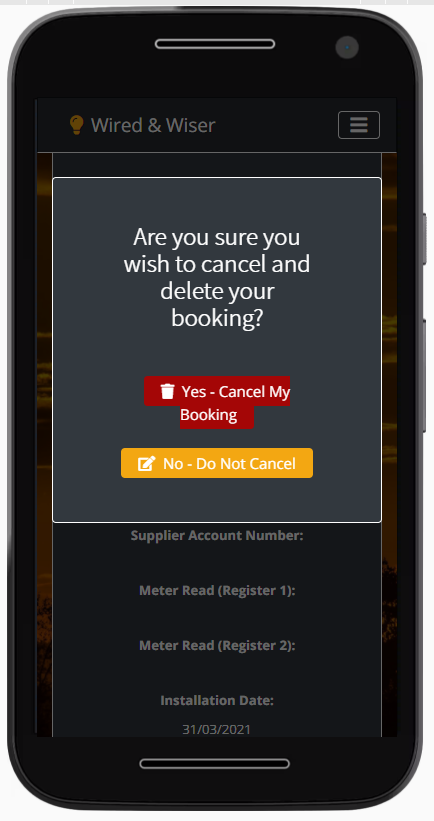 Wired & Wiser
Are you sure you
wish to cancel and
delete your
booking?
Yes - Cancel My
Booking
No - Do Not Cancel
Supplier Account Number:
Meter Read (Register 1):
Meter Read (Register 2):
Installation Date:
31/03/2021